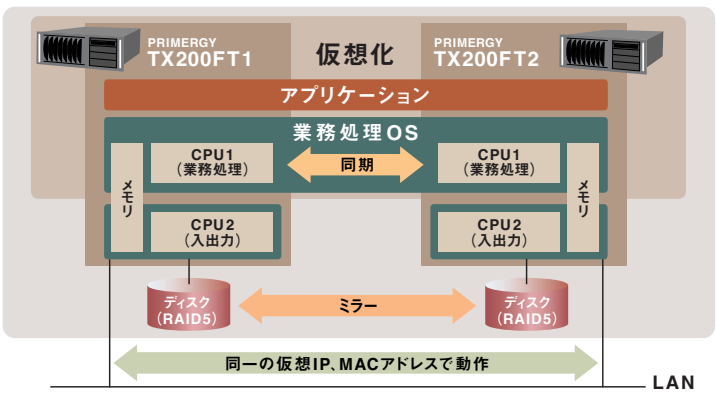 PRIMERGY
TX200FT1
仮想化
PRIMERGY
TX200FT2
アプリケーション
業務処理OS
メモリ
CPU1
(業務処理)
同期
CPU1
(業務処理)
メモリ
CPU2
(入出力)
CPU2
(入出力)
ディスク
(RAID5)
ミラー
ディスク
(RAID5)
同一の仮想IP、MACアドレスで動作
LAN